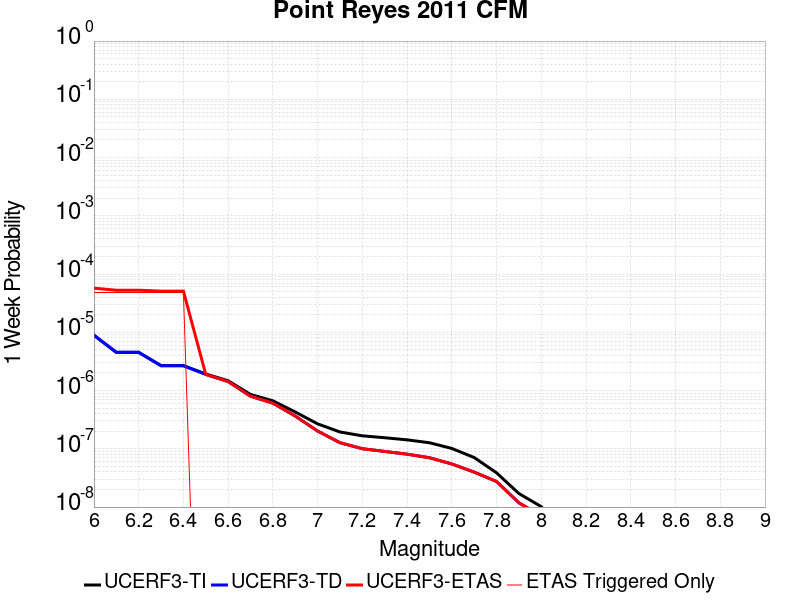 Point Reyes 2011 CFM
1 Week Probability
10^0
10^-1
10^-2
10^-3
10^-4
10^-5
10^-6
10^-7
10^-8
6 6.2 6.4 6.6 6.8 7 7.2 7.4 7.6 7.8 8 8.2 8.4 8.6 8.8 9
Magnitude
UCERF3-TI UCERF3-TD UCERF3-ETAS ETAS Triggered Only